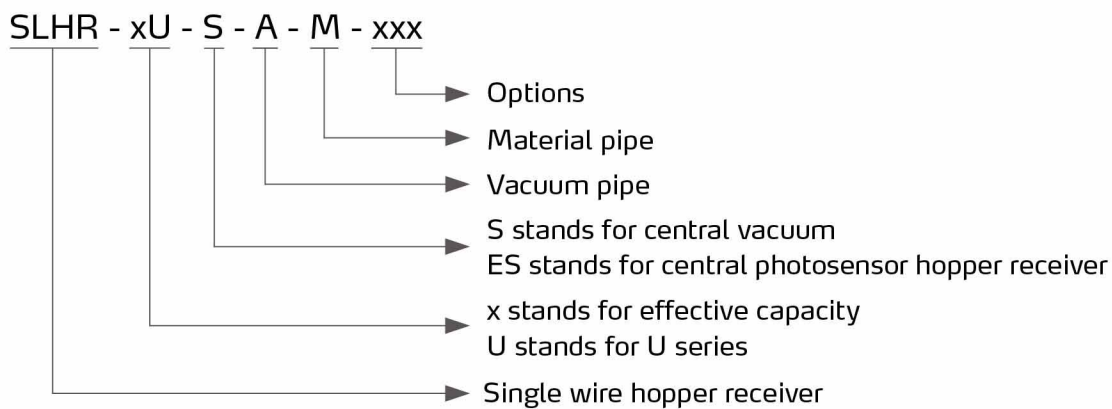 SLHR - xU - S - A - M - xxx
Options
Material pipe
Vacuum pipe
S stands for central vacuum
ES stands for central photosensor hopper receiver
x stands for effective capacity
U stands for U series
Single wire hopper receiver